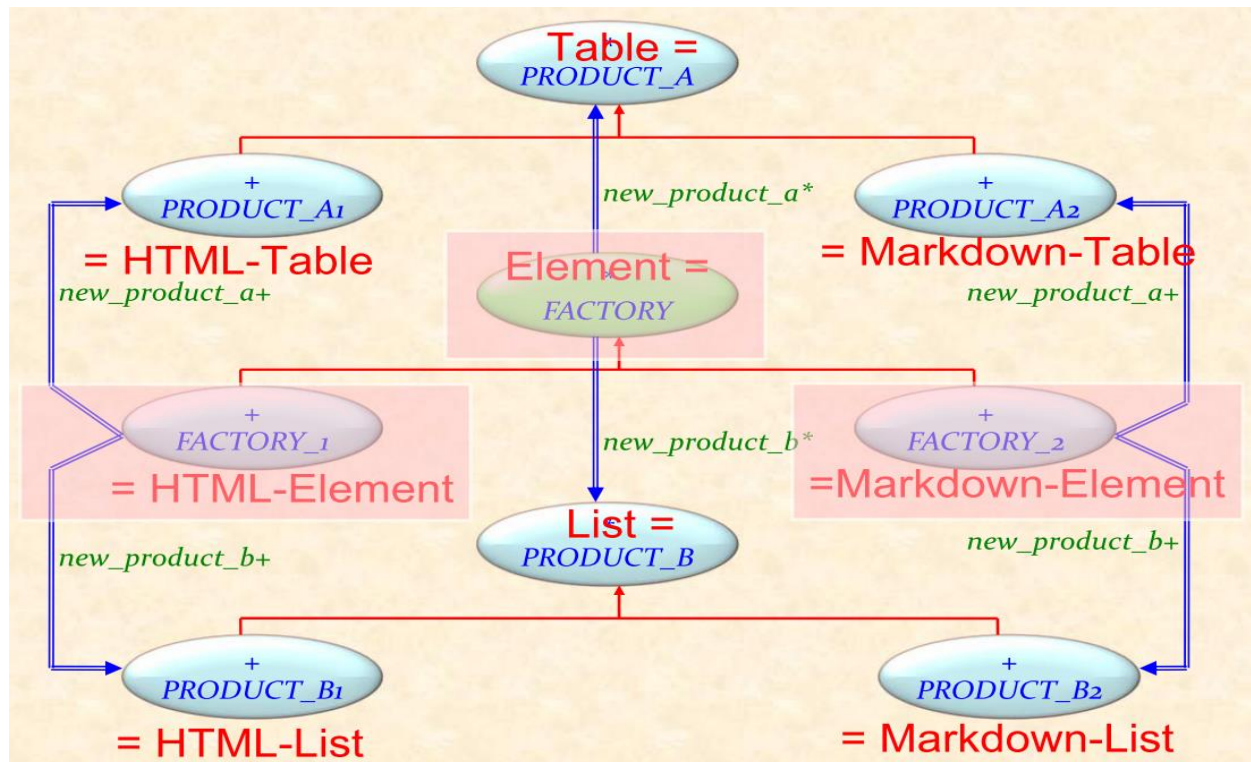 Table =
PRODUCT_A
+
PRODUCT_A1
= HTML-Table
new_product_a*
+
PRODUCT_A2
= Markdown-Table
new_product_a+
new_product_a+
Element =
*
FACTORY
+
FACTORY_1
= HTML-Element
new_product_b*
+
FACTORY_2
=Markdown-Element
new_product_b+
List =
PRODUCT_B
new_product_b+
+
PRODUCT_B1
= HTML-List
+
PRODUCT_B2
= Markdown-List